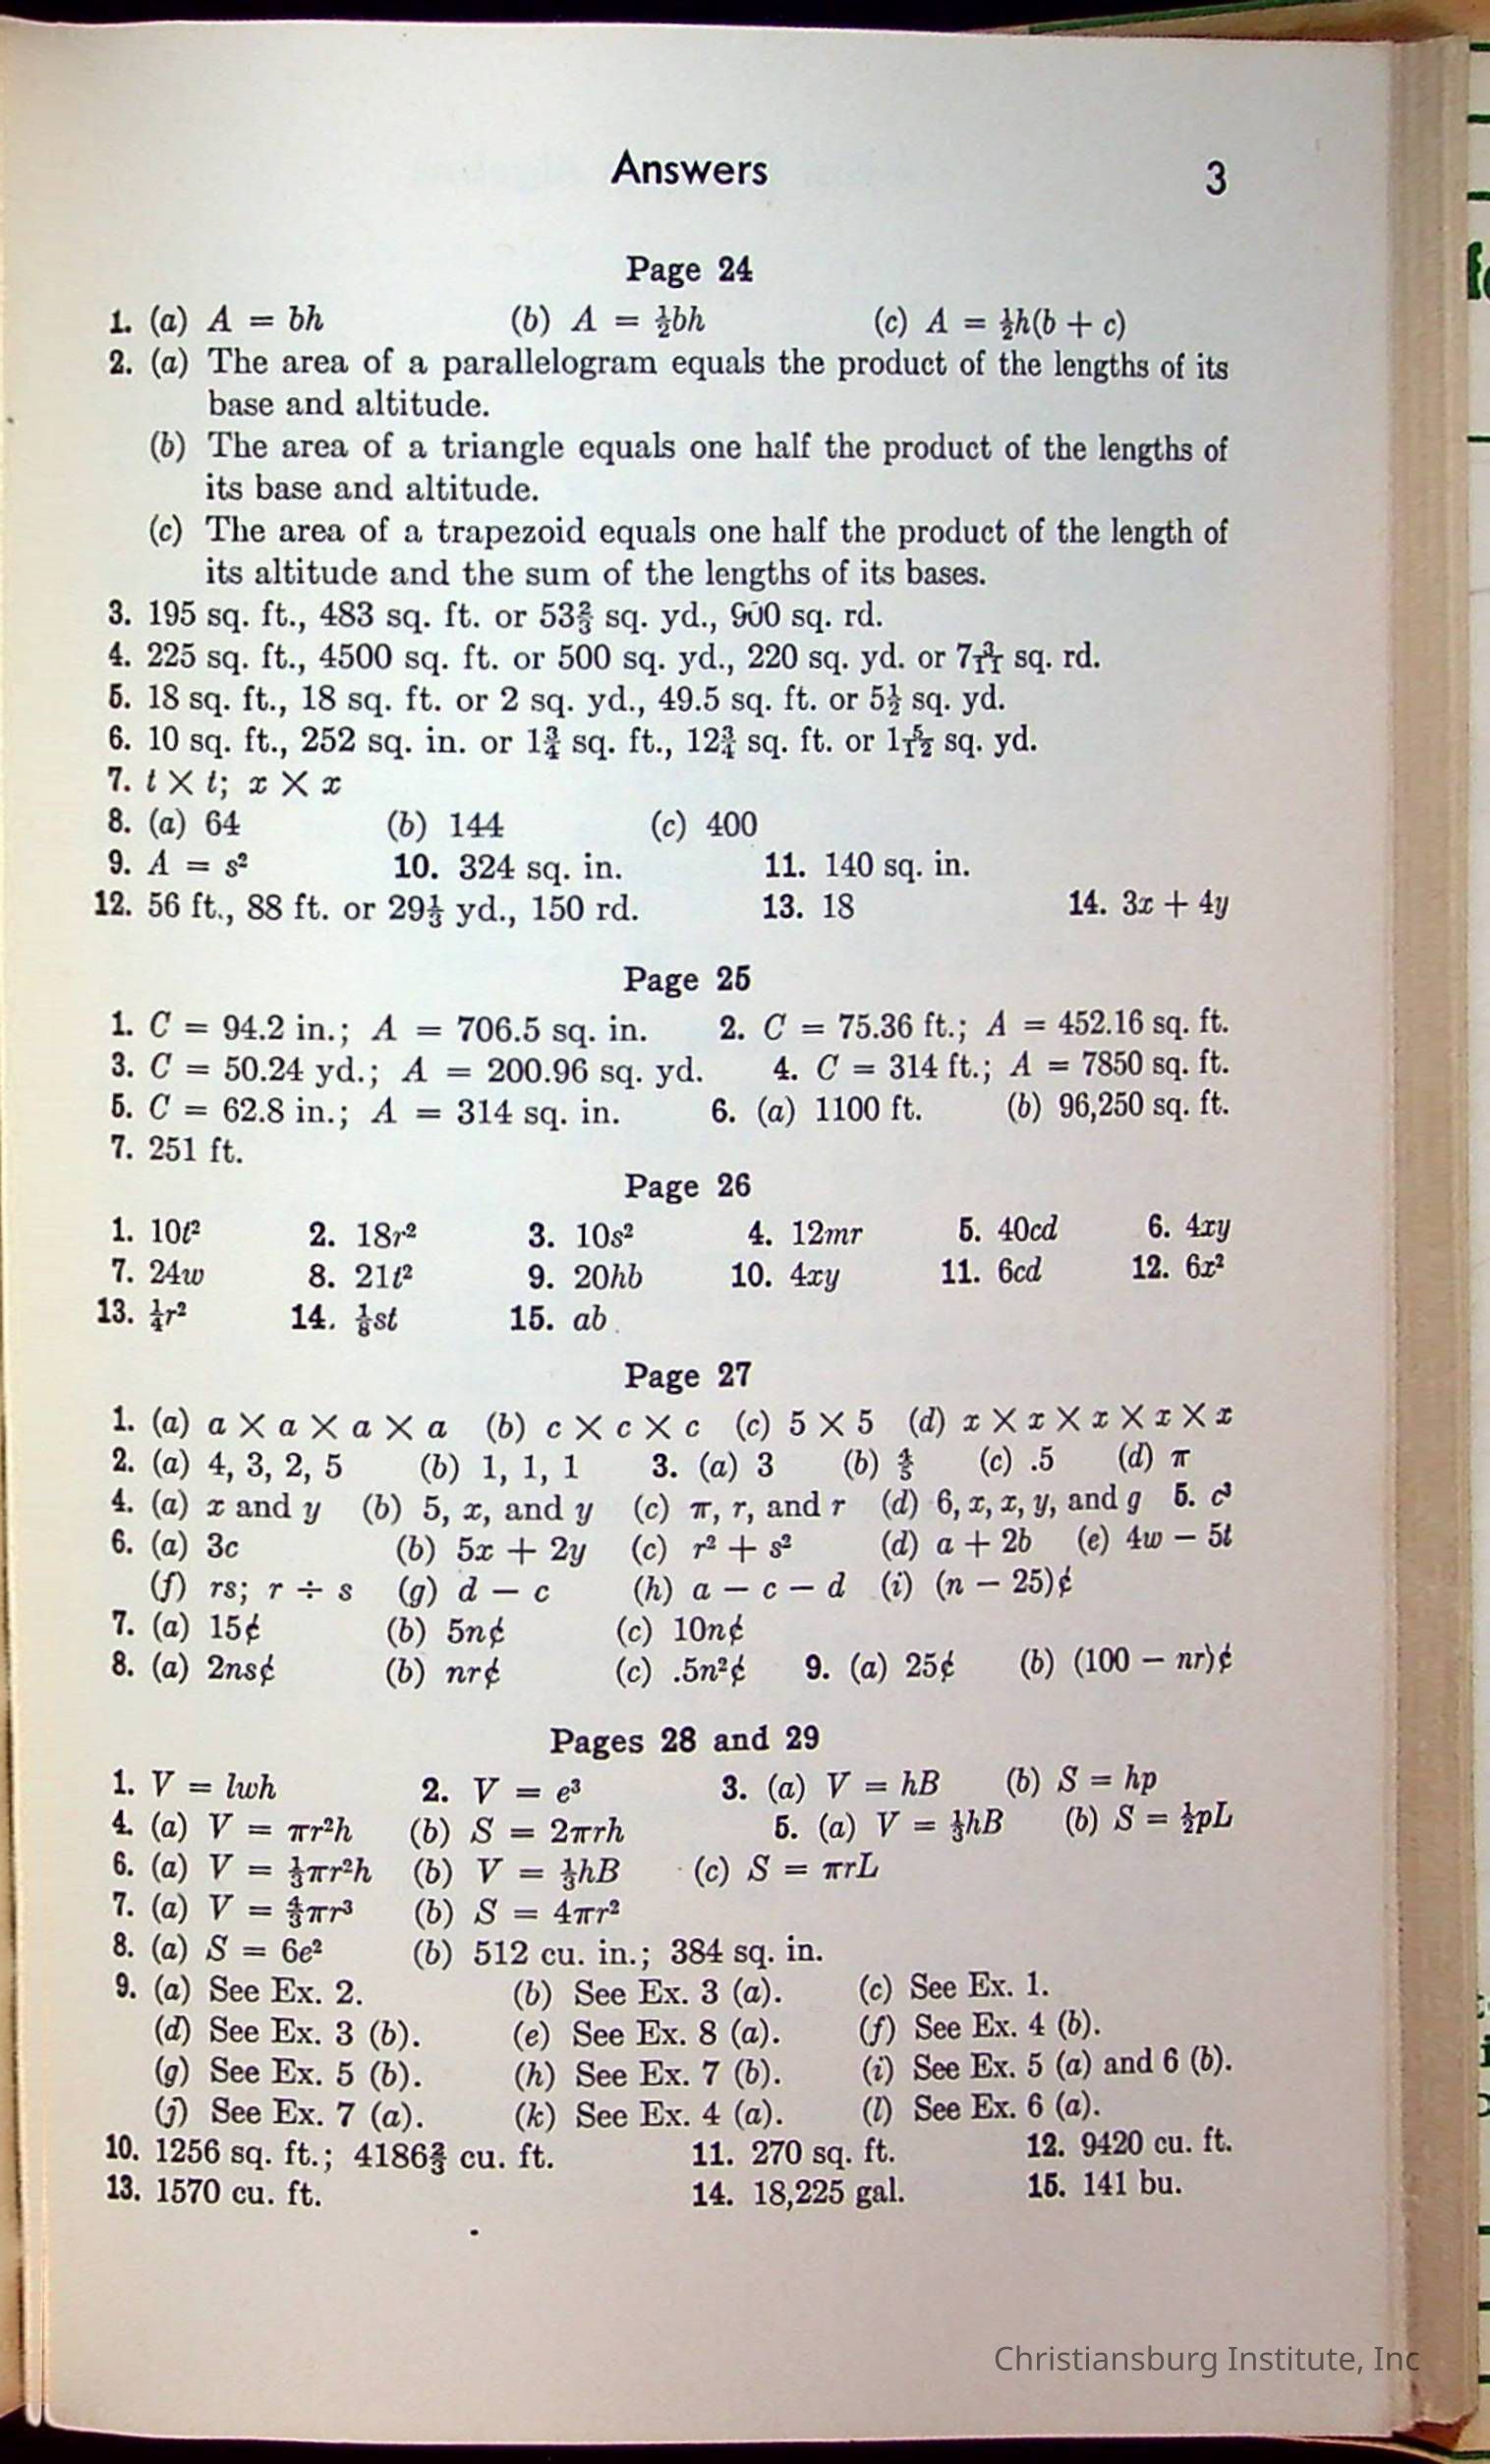 Answers 3
Page 24
1. (a) A = bh (b) A = ½bh (c) A = ½h(b + c)
2. (a) The area of a parallelogram equals the product of the lengths of its
base and altitude.
(b) The area of a triangle equals one half the product of the lengths of
its base and altitude.
(c) The area of a trapezoid equals one half the product of the length of
its altitude and the sum of the lengths of its bases.
3. 195 sq. ft., 483 sq. ft. or 53⅔ sq. yd., 900 sq. rd.
4. 225 sq. ft., 4500 sq. ft. or 500 sq. yd., 220 sq. yd. or 7 3/11 sq. rd.
5. 18 sq. ft., 18 sq. ft. or 2 sq. yd., 49.5 sq. ft. or 5½ sq. yd.
6. 10 sq. ft., 252 sq. in. or 1¾ sq. ft., 12¾ sq. ft. or 1 5/12 sq. yd.
7. t × t; x × x
8. (a) 64 (b) 144 (c) 400
9. A = s² 10. 324 sq. in. 11. 140 sq. in.
12. 56 ft., 88 ft. or 29⅓ yd., 150 rd. 13. 18 14. 3x + 4y
Page 25
1. C = 94.2 in.; A = 706.5 sq. in. 2. C = 75.36 ft.; A = 452.16 sq. ft.
3. C = 50.24 yd.; A = 200.96 sq. yd. 4. C = 314 ft.; A = 7850 sq. ft.
5. C = 62.8 in.; A = 314 sq. in. 6. (a) 1100 ft. (b) 96,250 sq. ft.
7. 251 ft.
Page 26
1. 10t² 2. 18r² 3. 10s² 4. 12mr 5. 40cd 6. 4xy
7. 24w 8. 21t² 9. 20hb 10. 4xy 11. 6cd 12. 6x²
13. ¼r² 14. ⅛st 15. ab
Page 27
1. (a) a × a × a × a (b) c × c × c (c) 5 × 5 (d) x × x × x × x × x
2. (a) 4, 3, 2, 5 (b) 1, 1, 1 3. (a) 3 (b) ⅘ (c) .5 (d) π
4. (a) x and y (b) 5, x, and y (c) π, r, and r (d) 6, x, x, y, and g 5. c³
6. (a) 3c (b) 5x + 2y (c) r² + s² (d) a + 2b (e) 4w − 5t
(f) rs; r ÷ s (g) d − c (h) a − c − d (i) (n − 25)¢
7. (a) 15¢ (b) 5n¢ (c) 10n¢
8. (a) 2ns¢ (b) nr¢ (c) .5n²¢ 9. (a) 25¢ (b) (100 − nr)¢
Pages 28 and 29
1. V = lwh 2. V = e³ 3. (a) V = hB (b) S = hp
4. (a) V = πr²h (b) S = 2πrh 5. (a) V = ⅓hB (b) S = ½pL
6. (a) V = ⅓πr²h (b) V = ⅓hB (c) S = πrL
7. (a) V = 4/3πr³ (b) S = 4πr²
8. (a) S = 6e² (b) 512 cu. in.; 384 sq. in.
9. (a) See Ex. 2. (b) See Ex. 3 (a). (c) See Ex. 1.
(d) See Ex. 3 (b). (e) See Ex. 8 (a). (f) See Ex. 4 (b).
(g) See Ex. 5 (b). (h) See Ex. 7 (b). (i) See Ex. 5 (a) and 6 (b).
(j) See Ex. 7 (a). (k) See Ex. 4 (a). (l) See Ex. 6 (a).
10. 1256 sq. ft.; 4186⅔ cu. ft. 11. 270 sq. ft. 12. 9420 cu. ft.
13. 1570 cu. ft. 14. 18,225 gal. 15. 141 bu.
Christiansburg Institute, Inc